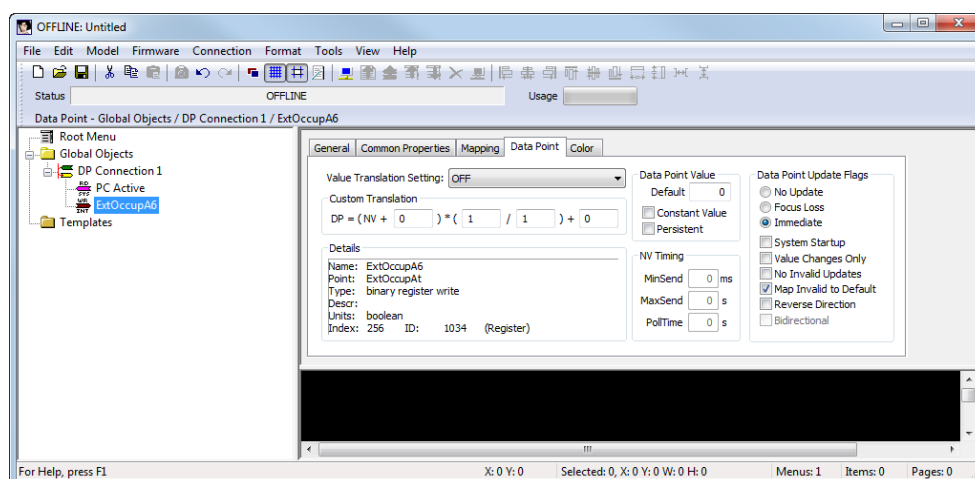 OFFLINE: Untitled
File Edit Model Firmware Connection Format Tools View Help
Status OFFLINE Usage
Data Point - Global Objects / DP Connection 1 / ExtOccupA6
Root Menu
Global Objects
DP Connection 1
RD SYS PC Active
WR INT ExtOccupA6
Templates
General Common Properties Mapping Data Point Color
Value Translation Setting: OFF
Custom Translation
DP = ( NV + 0 ) * ( 1 / 1 ) + 0
Details
Name: ExtOccupA6
Point: ExtOccupAt
Type: binary register write
Descr:
Units: boolean
Index: 256 ID: 1034 (Register)
Data Point Value
Default 0
Constant Value
Persistent
NV Timing
MinSend 0 ms
MaxSend 0 s
PollTime 0 s
Data Point Update Flags
No Update
Focus Loss
Immediate
System Startup
Value Changes Only
No Invalid Updates
Map Invalid to Default
Reverse Direction
Bidirectional
For Help, press F1 X: 0 Y: 0 Selected: 0, X: 0 Y: 0 W: 0 H: 0 Menus: 1 Items: 0 Pages: 0